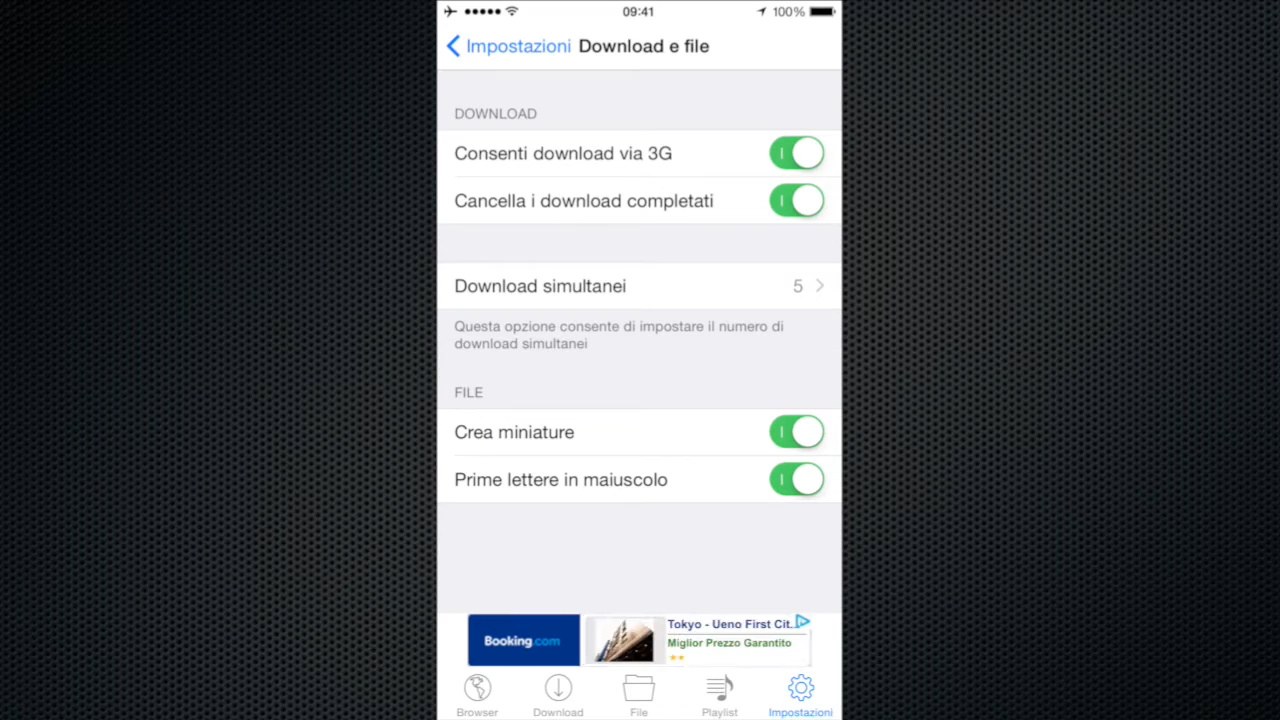 09:41
100%
Impostazioni Download e file
DOWNLOAD
Consenti download via 3G
Cancella i download completati
Download simultanei 5
Questa opzione consente di impostare il numero di
download simultanei
FILE
Crea miniature
Prime lettere in maiuscolo
Booking.com
Tokyo - Ueno First Cit..
Miglior Prezzo Garantito
Browser Download File Playlist Impostazioni